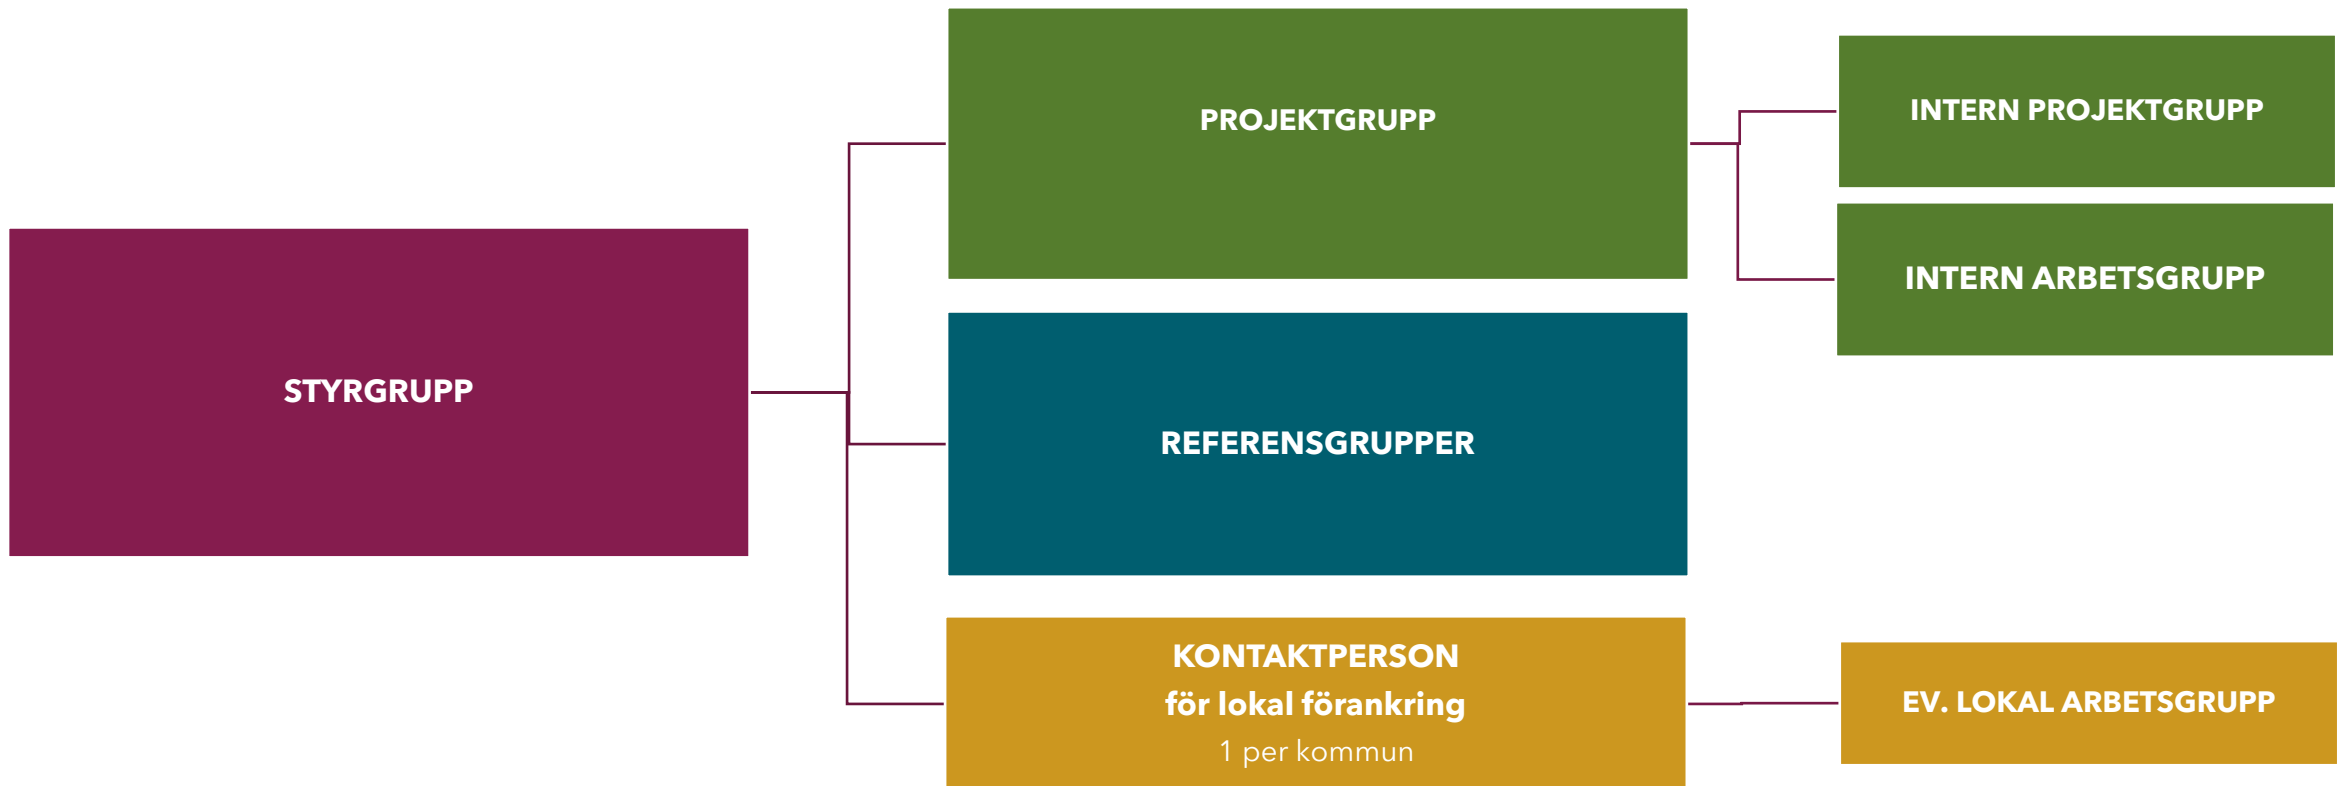 STYRGRUPP
PROJEKTGRUPP
REFERENSGRUPPER
KONTAKTPERSON
för lokal förankring
1 per kommun
INTERN PROJEKTGRUPP
INTERN ARBETSGRUPP
EV. LOKAL ARBETSGRUPP